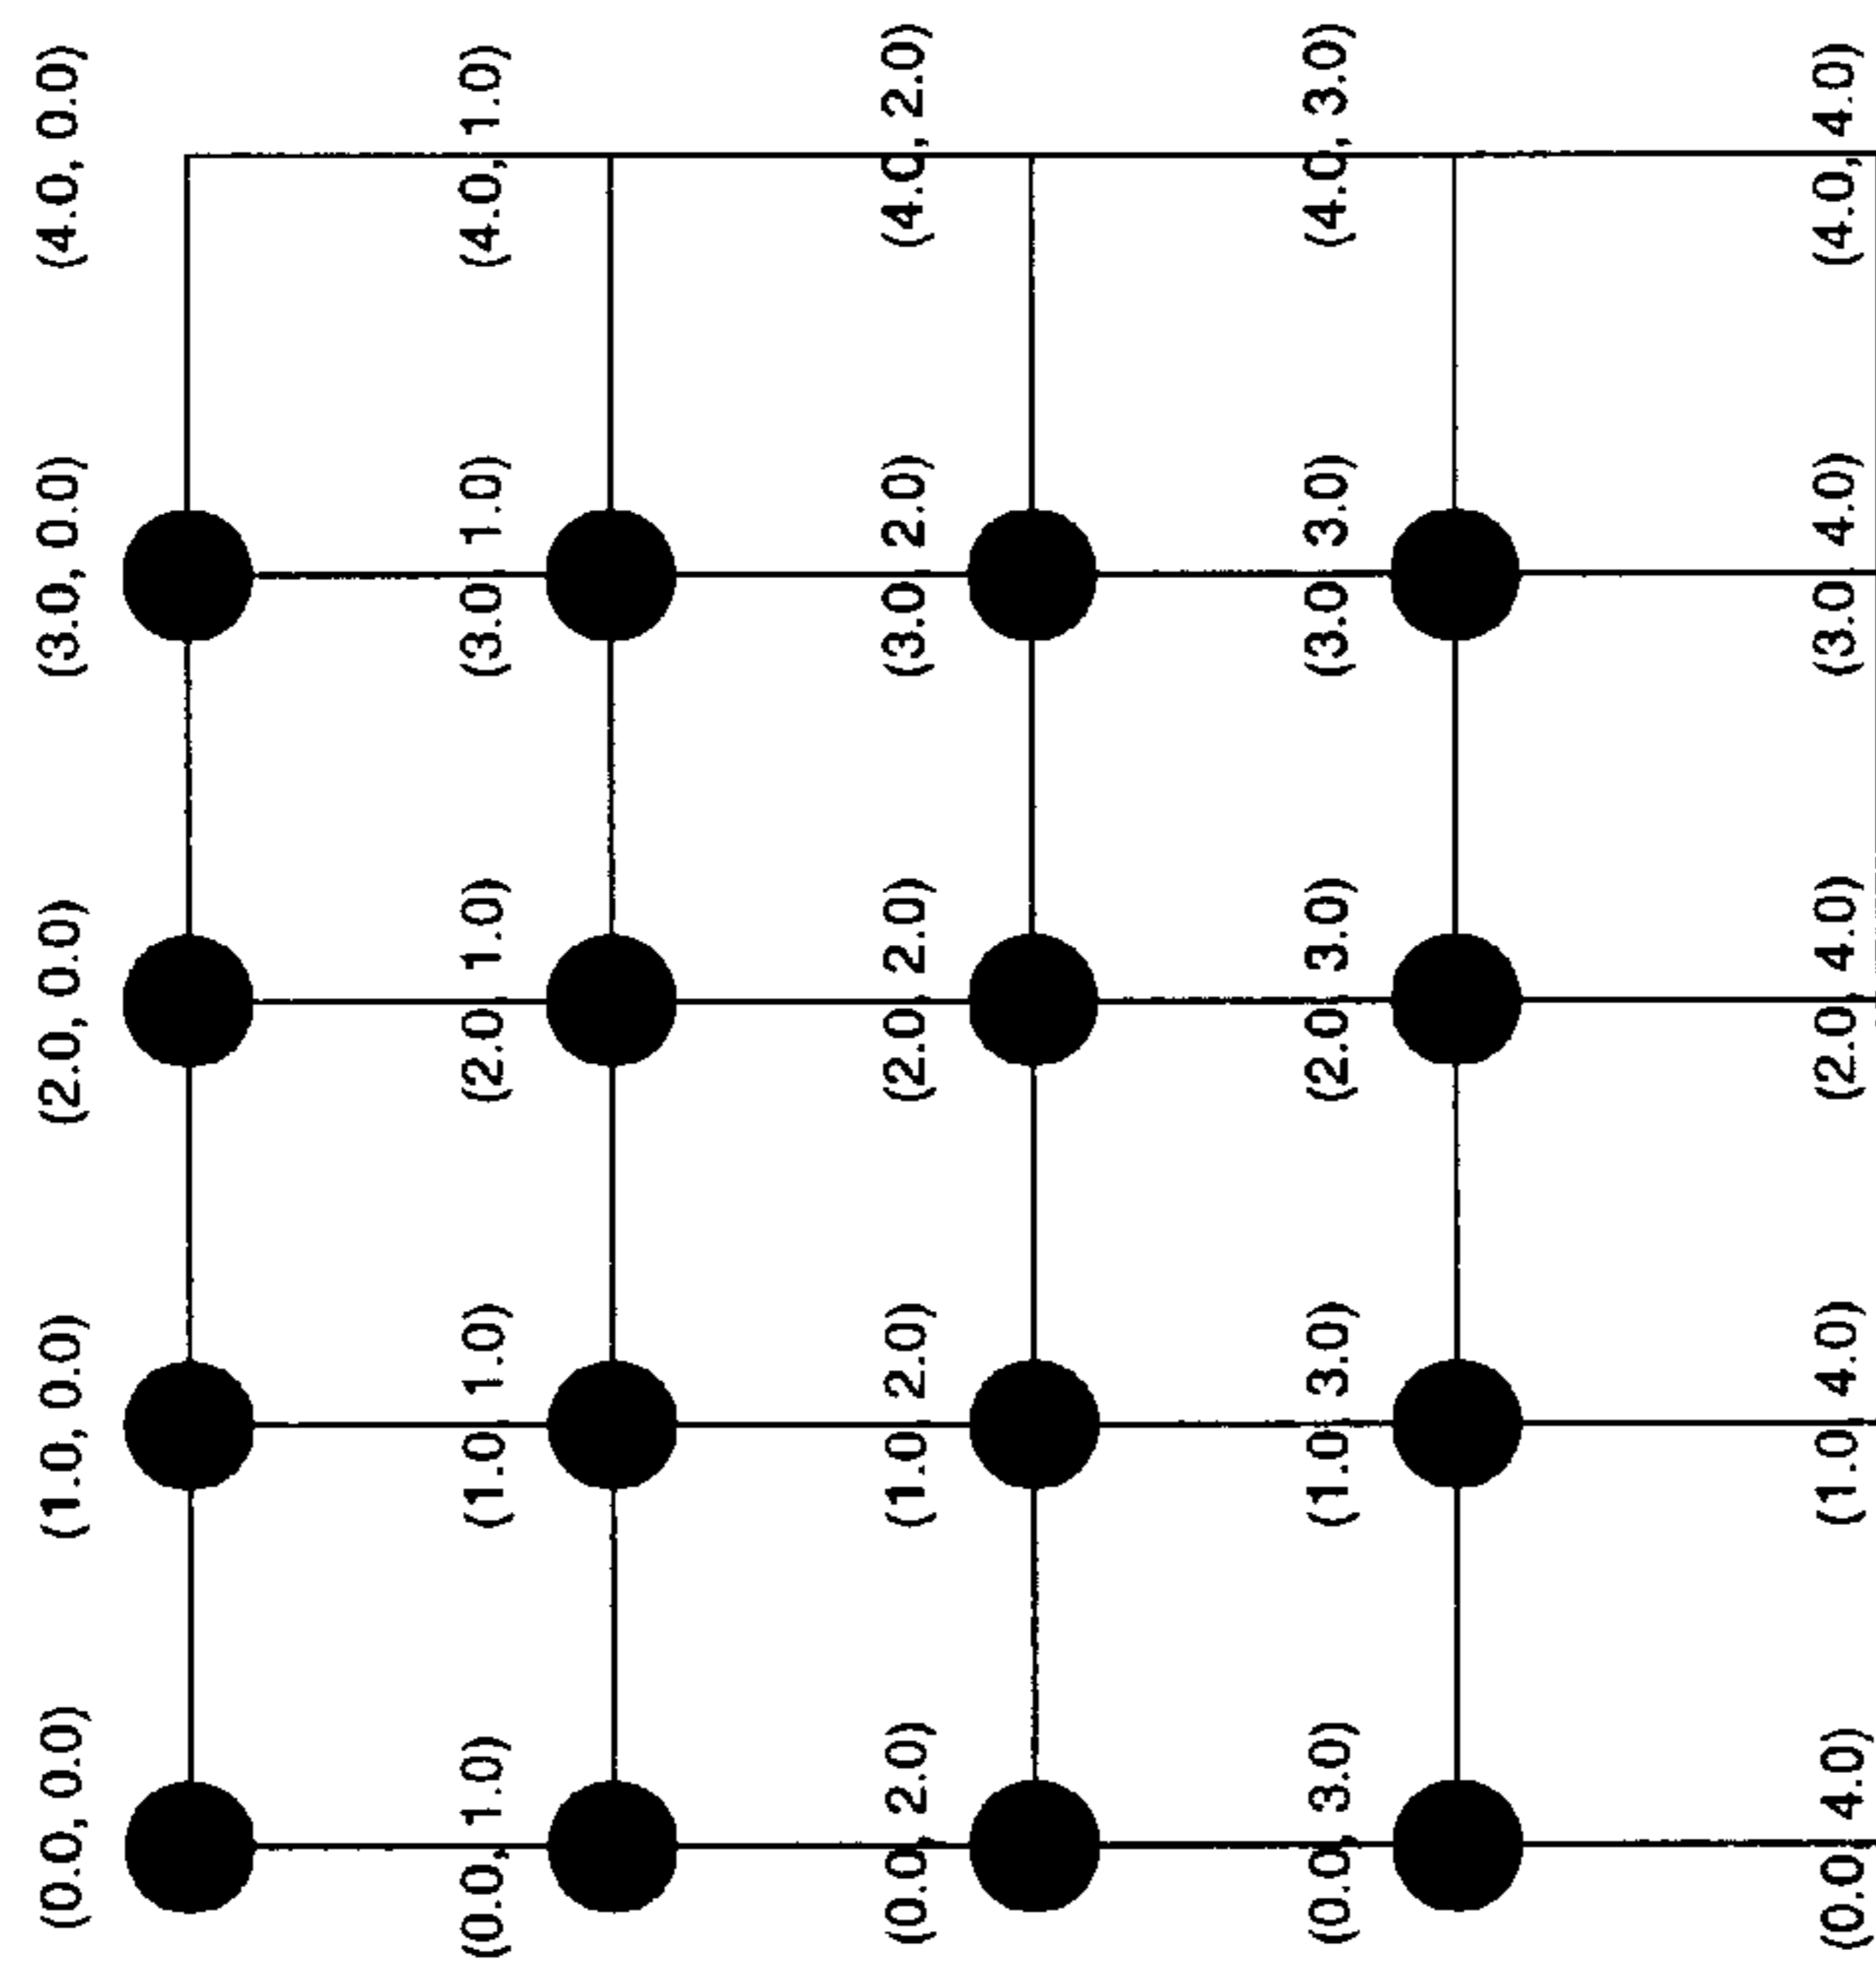 (0.0, 0.0) (1.0, 0.0) (2.0, 0.0) (3.0, 0.0) (4.0, 0.0)
(0.0, 1.0) (1.0, 1.0) (2.0, 1.0) (3.0, 1.0) (4.0, 1.0)
(0.0, 2.0) (1.0, 2.0) (2.0, 2.0) (3.0, 2.0) (4.0, 2.0)
(0.0, 3.0) (1.0, 3.0) (2.0, 3.0) (3.0, 3.0) (4.0, 3.0)
(0.0, 4.0) (1.0, 4.0) (2.0, 4.0) (3.0, 4.0) (4.0, 4.0)